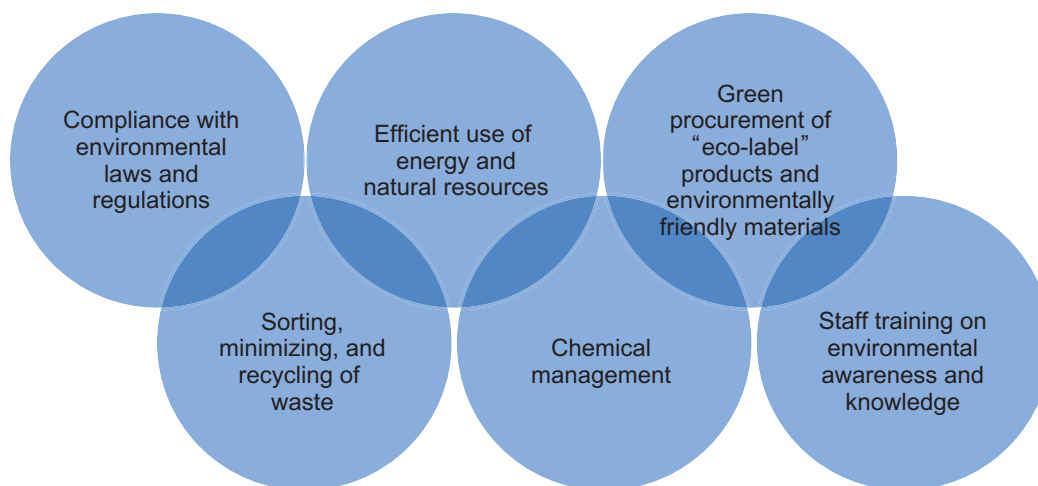 Compliance with
environmental
laws and
regulations
Efficient use of
energy and
natural resources
Green
procurement of
“eco-label”
products and
environmentally
friendly materials
Sorting,
minimizing, and
recycling of
waste
Chemical
management
Staff training on
environmental
awareness and
knowledge